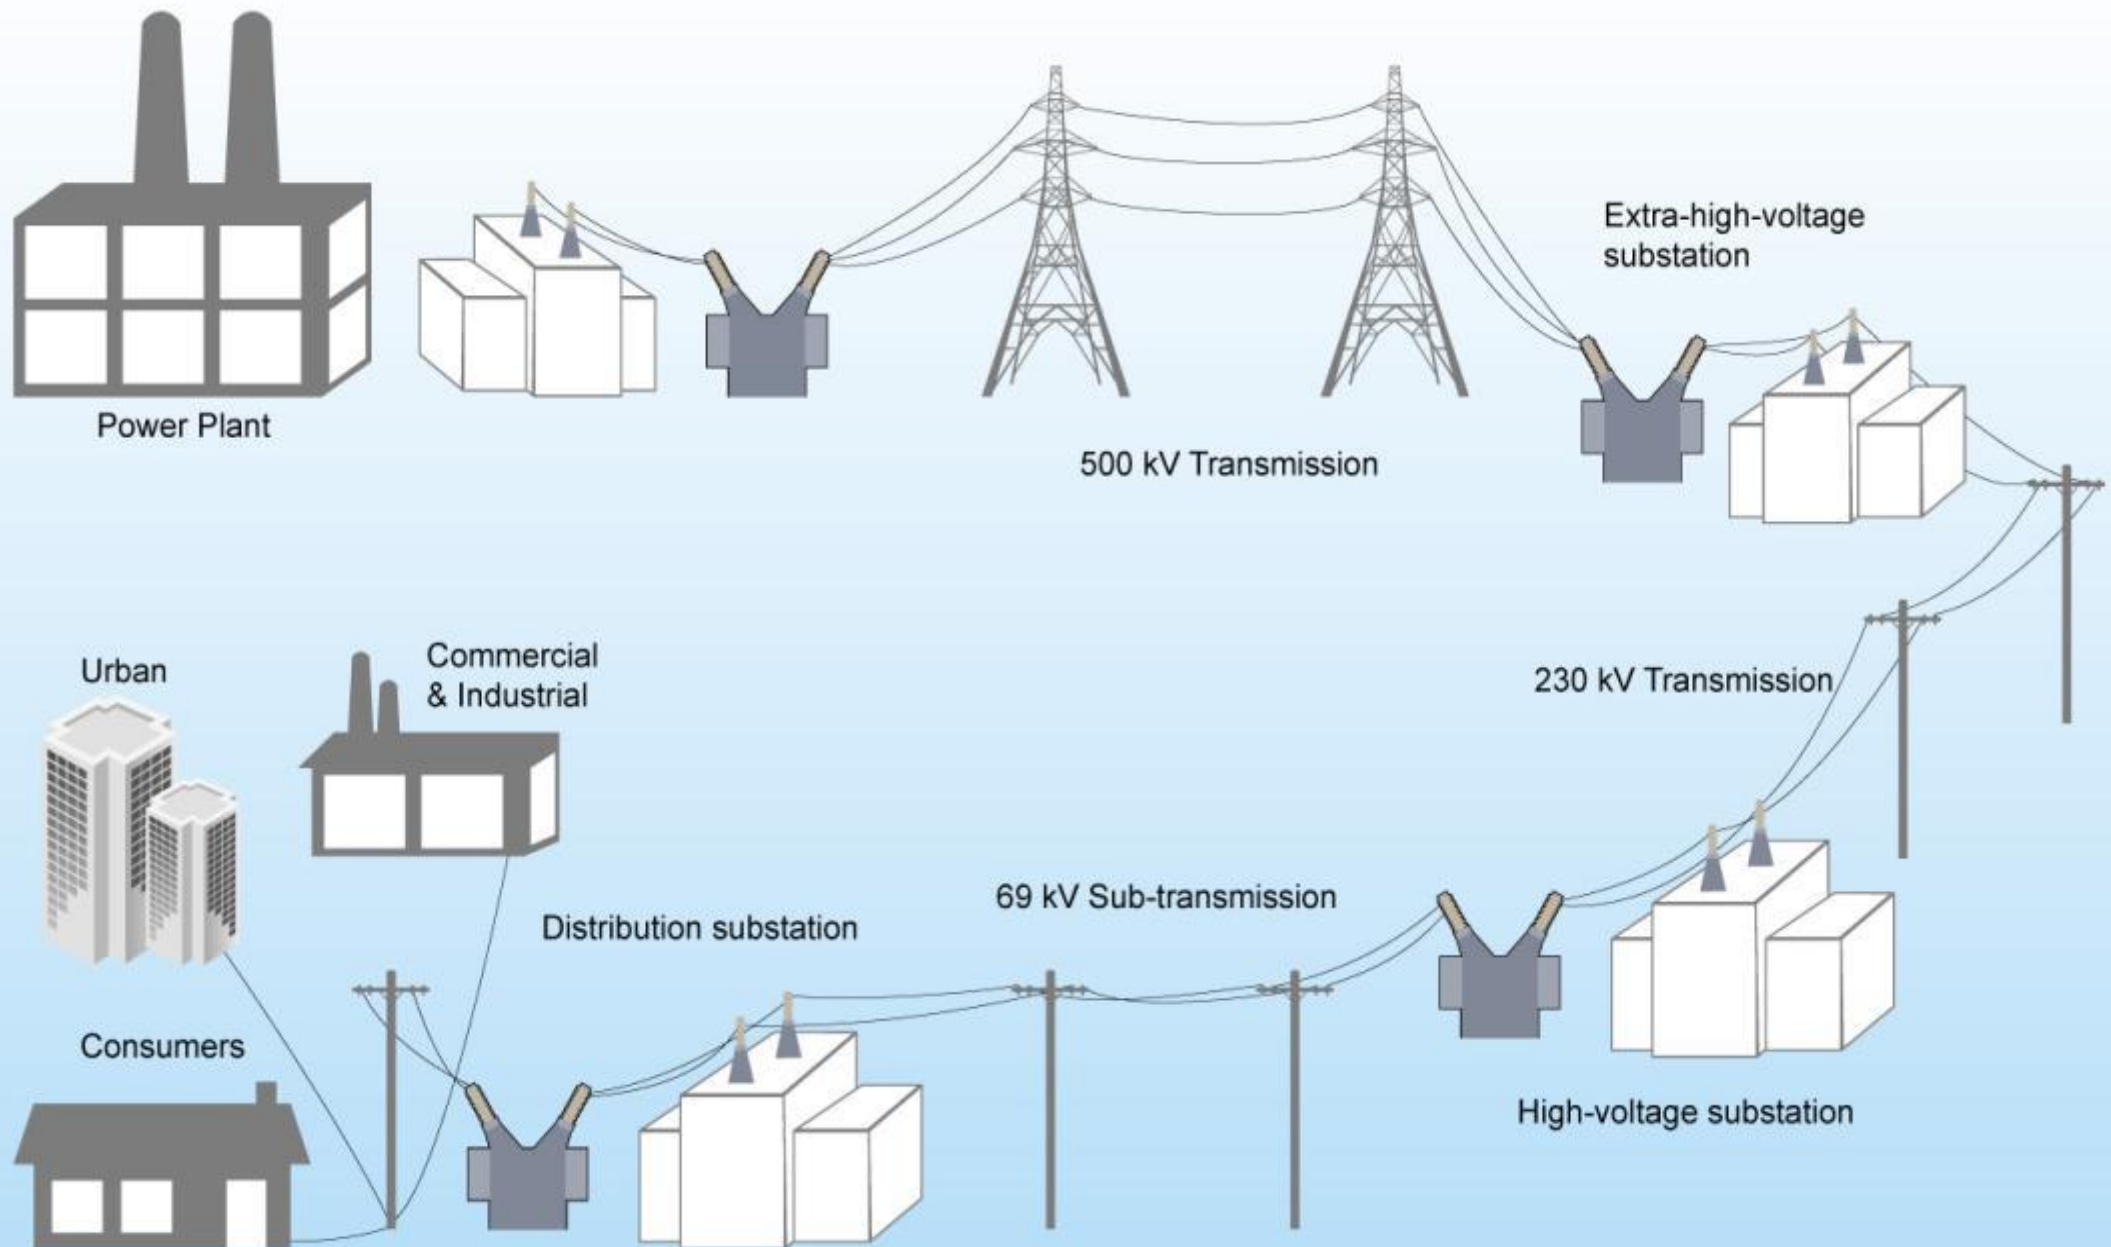 Extra-high-voltage
substation
Power Plant
500 kV Transmission
Urban
Commercial
& Industrial
230 kV Transmission
69 kV Sub-transmission
Distribution substation
Consumers
High-voltage substation